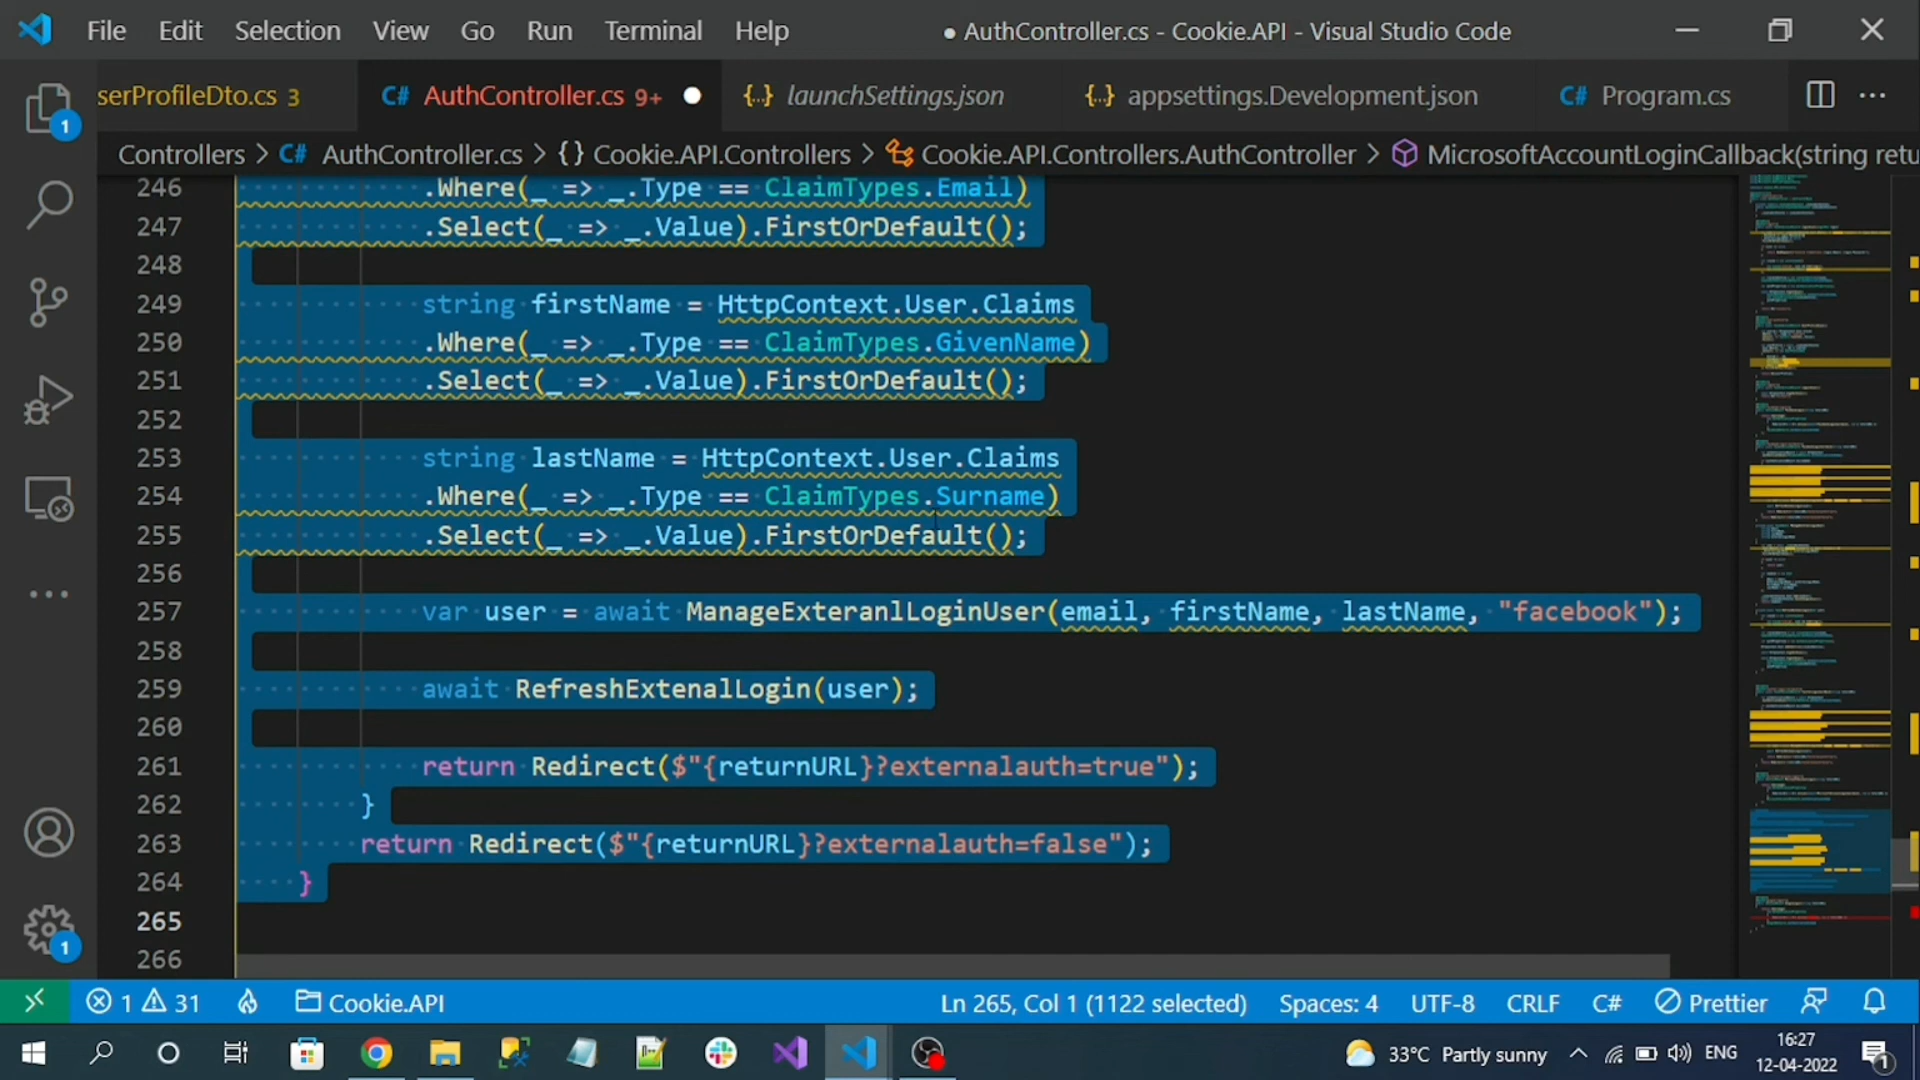 File Edit Selection View Go Run Terminal Help ● AuthController.cs - Cookie.API - Visual Studio Code
serProfileDto.cs 3 C# AuthController.cs 9+ ● {..} launchSettings.json {..} appsettings.Development.json C# Program.cs ...
Controllers > C# AuthController.cs > {} Cookie.API.Controllers > Cookie.API.Controllers.AuthController > MicrosoftAccountLoginCallback(string retu
246 .Where(_ => _.Type == ClaimTypes.Email)
247 .Select(_ => _.Value).FirstOrDefault();
248
249 string firstName = HttpContext.User.Claims
250 .Where(_ => _.Type == ClaimTypes.GivenName)
251 .Select(_ => _.Value).FirstOrDefault();
252
253 string lastName = HttpContext.User.Claims
254 .Where(_ => _.Type == ClaimTypes.Surname)
255 .Select(_ => _.Value).FirstOrDefault();
256
257 var user = await ManageExteranlLoginUser(email, firstName, lastName, "facebook");
258
259 await RefreshExtenalLogin(user);
260
261 return Redirect($"{returnURL}?externalauth=true");
262 }
263 return Redirect($"{returnURL}?externalauth=false");
264 }
265
266
1
1
1 31 Cookie.API Ln 265, Col 1 (1122 selected) Spaces: 4 UTF-8 CRLF C# Prettier
33°C Partly sunny ENG 16:27
12-04-2022 1